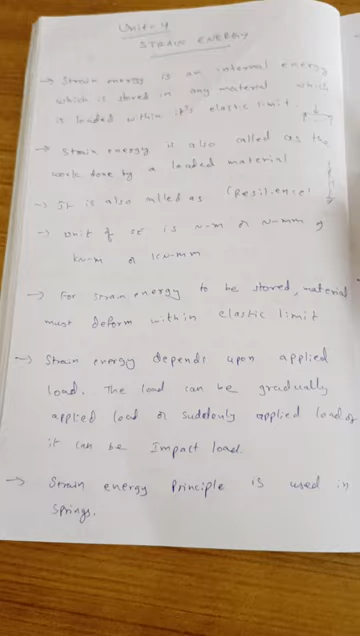 Unit-4
STRAIN ENERGY
→ Strain energy is an internal energy
which is stored in any material which
is loaded within it's elastic limit.
→ Strain energy is also called as the
work done by a loaded material
→ It is also called as (Resilience)
→ Unit of SE is N-m or N-mm or
kN-m or kN-mm
→ For strain energy to be stored, material
must deform within elastic limit
→ Strain energy depends upon applied
load. The load can be gradually
applied load or suddenly applied load or
it can be Impact load.
→ Strain energy Principle is used in
Springs.